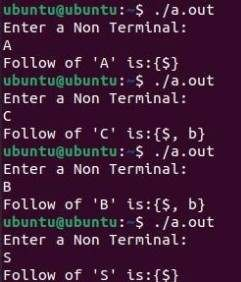 ubuntu@ubuntu:~$ ./a.out
Enter a Non Terminal:
A
Follow of 'A' is:{$}
ubuntu@ubuntu:~$ ./a.out
Enter a Non Terminal:
C
Follow of 'C' is:{$, b}
ubuntu@ubuntu:~$ ./a.out
Enter a Non Terminal:
B
Follow of 'B' is:{$, b}
ubuntu@ubuntu:~$ ./a.out
Enter a Non Terminal:
S
Follow of 'S' is:{$}